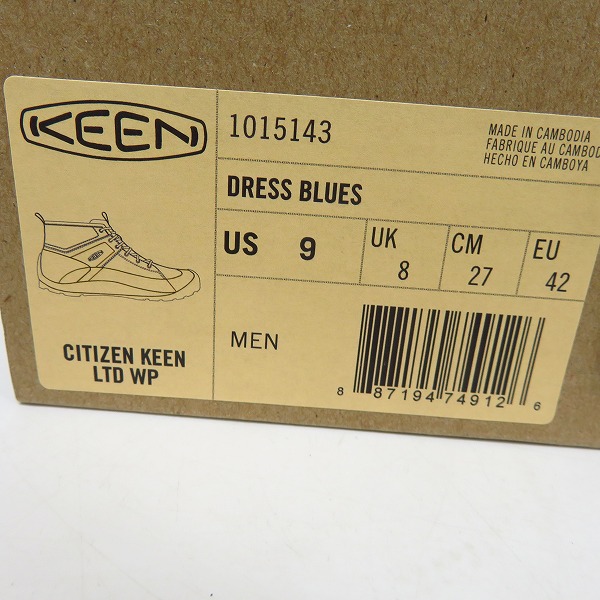 KEEN
1015143
MADE IN CAMBODIA
FABRIQUE AU CAMBOD
HECHO EN CAMBOYA
DRESS BLUES
US 9
UK 8
CM 27
EU 42
KEEN
CITIZEN KEEN
LTD WP
MEN
8 87194 74912 6